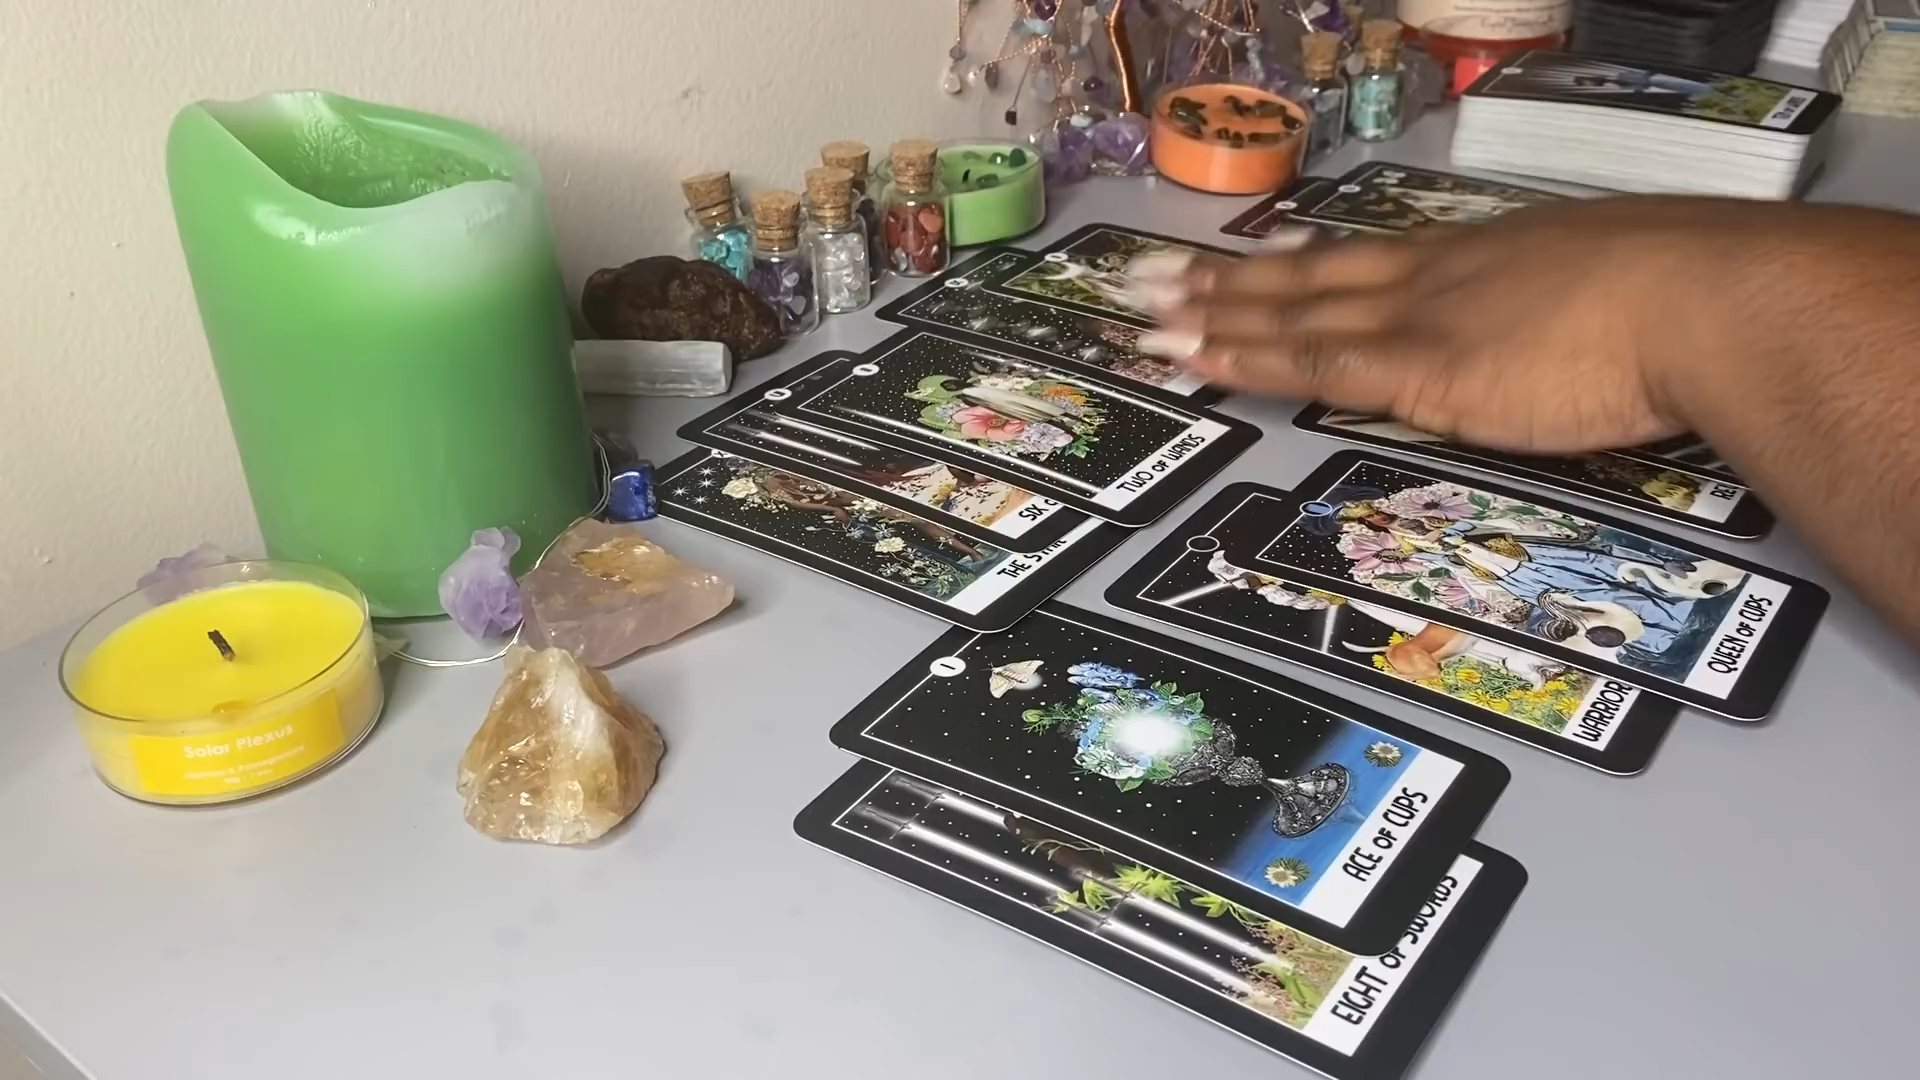 TWO OF WANDS
SIX
THE STAR
QUEEN OF CUPS
WARRIOR
I
ACE OF CUPS
EIGHT OF SWORDS
Solar Plexus